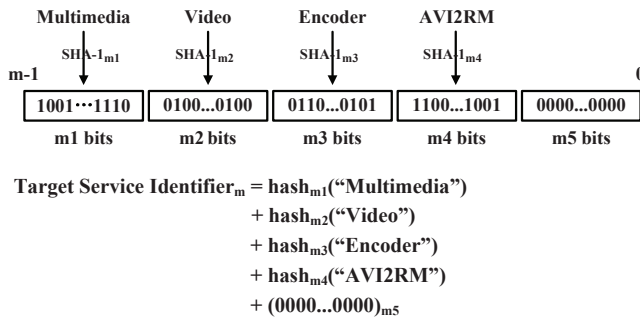 Multimedia Video Encoder AVI2RM
SHA-1m1 SHA-1m2 SHA-1m3 SHA-1m4
m-1 0
1001⋯1110 0100...0100 0110...0101 1100...1001 0000...0000
m1 bits m2 bits m3 bits m4 bits m5 bits
Target Service Identifierm = hashm1(“Multimedia”)
+ hashm2(“Video”)
+ hashm3(“Encoder”)
+ hashm4(“AVI2RM”)
+ (0000...0000)m5